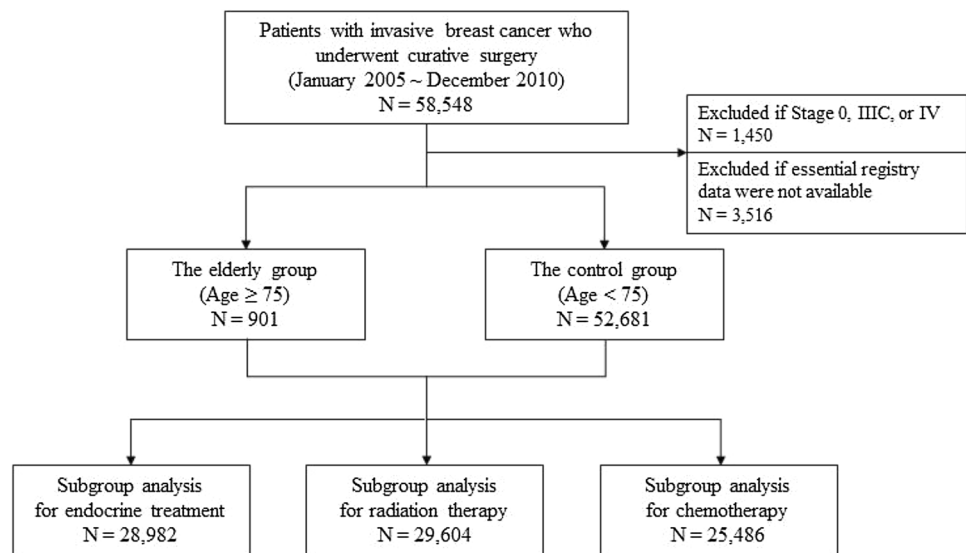 Patients with invasive breast cancer who
underwent curative surgery
(January 2005 ~ December 2010)
N = 58,548
Excluded if Stage 0, IIIC, or IV
N = 1,450
Excluded if essential registry
data were not available
N = 3,516
The elderly group
(Age ≥ 75)
N = 901
The control group
(Age < 75)
N = 52,681
Subgroup analysis
for endocrine treatment
N = 28,982
Subgroup analysis
for radiation therapy
N = 29,604
Subgroup analysis
for chemotherapy
N = 25,486